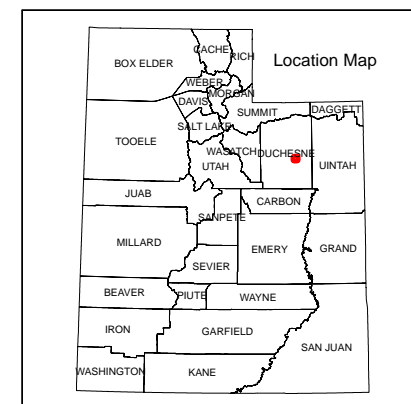 Location Map
CACHE
RICH
BOX ELDER
WEBER
MORGAN
DAVIS
SUMMIT
DAGGETT
SALT LAKE
TOOELE
WASATCH
DUCHESNE
UTAH
UINTAH
JUAB
CARBON
SANPETE
MILLARD
EMERY
GRAND
SEVIER
BEAVER
PIUTE
WAYNE
IRON
GARFIELD
SAN JUAN
WASHINGTON
KANE